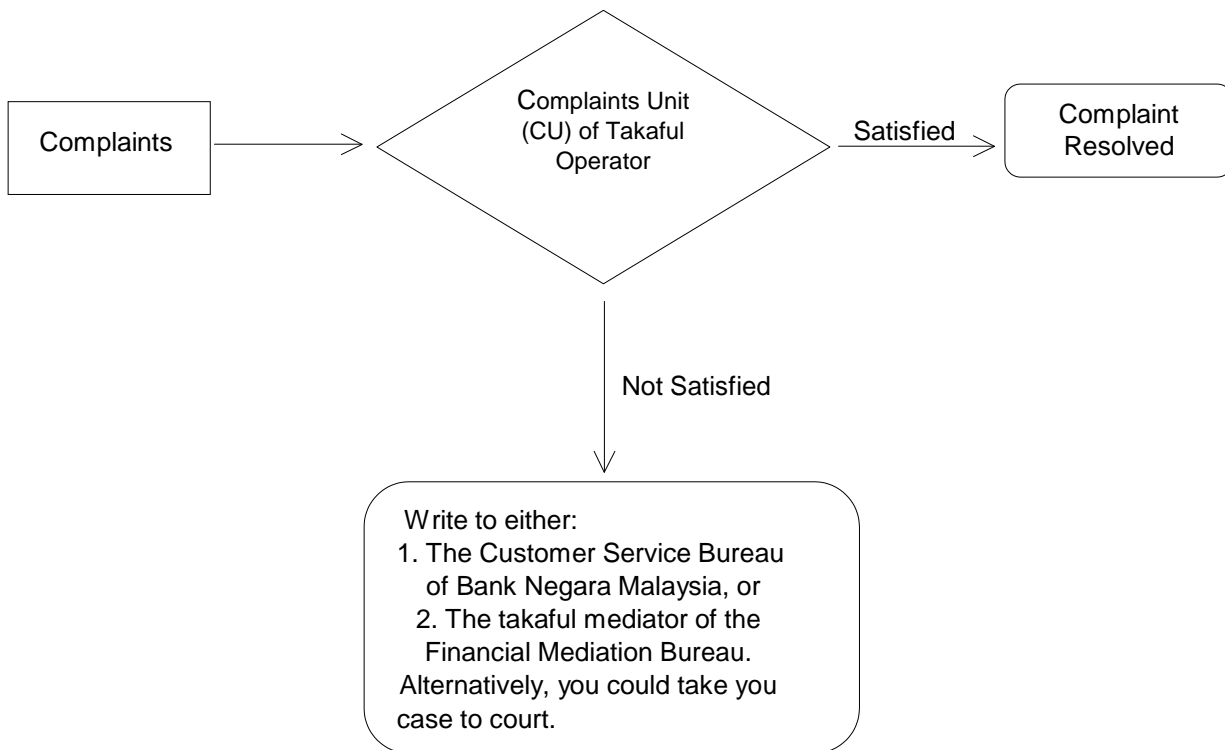 Complaints
Complaints Unit
(CU) of Takaful
Operator
Satisfied
Complaint
Resolved
Not Satisfied
Write to either:
1. The Customer Service Bureau
of Bank Negara Malaysia, or
2. The takaful mediator of the
Financial Mediation Bureau.
Alternatively, you could take you
case to court.